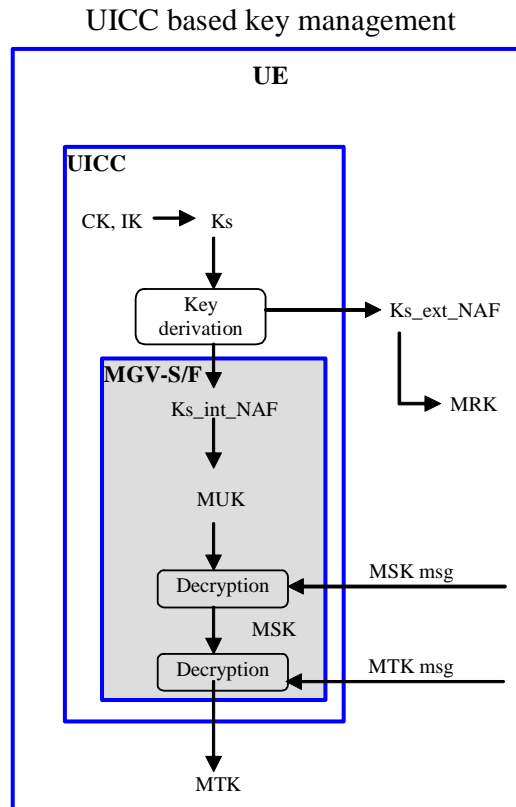 UICC based key management
UE
UICC
CK, IK
Ks
Key
derivation
Ks_ext_NAF
MGV-S/F
Ks_int_NAF
MRK
MUK
MSK msg
Decryption
MSK
MTK msg
Decryption
MTK